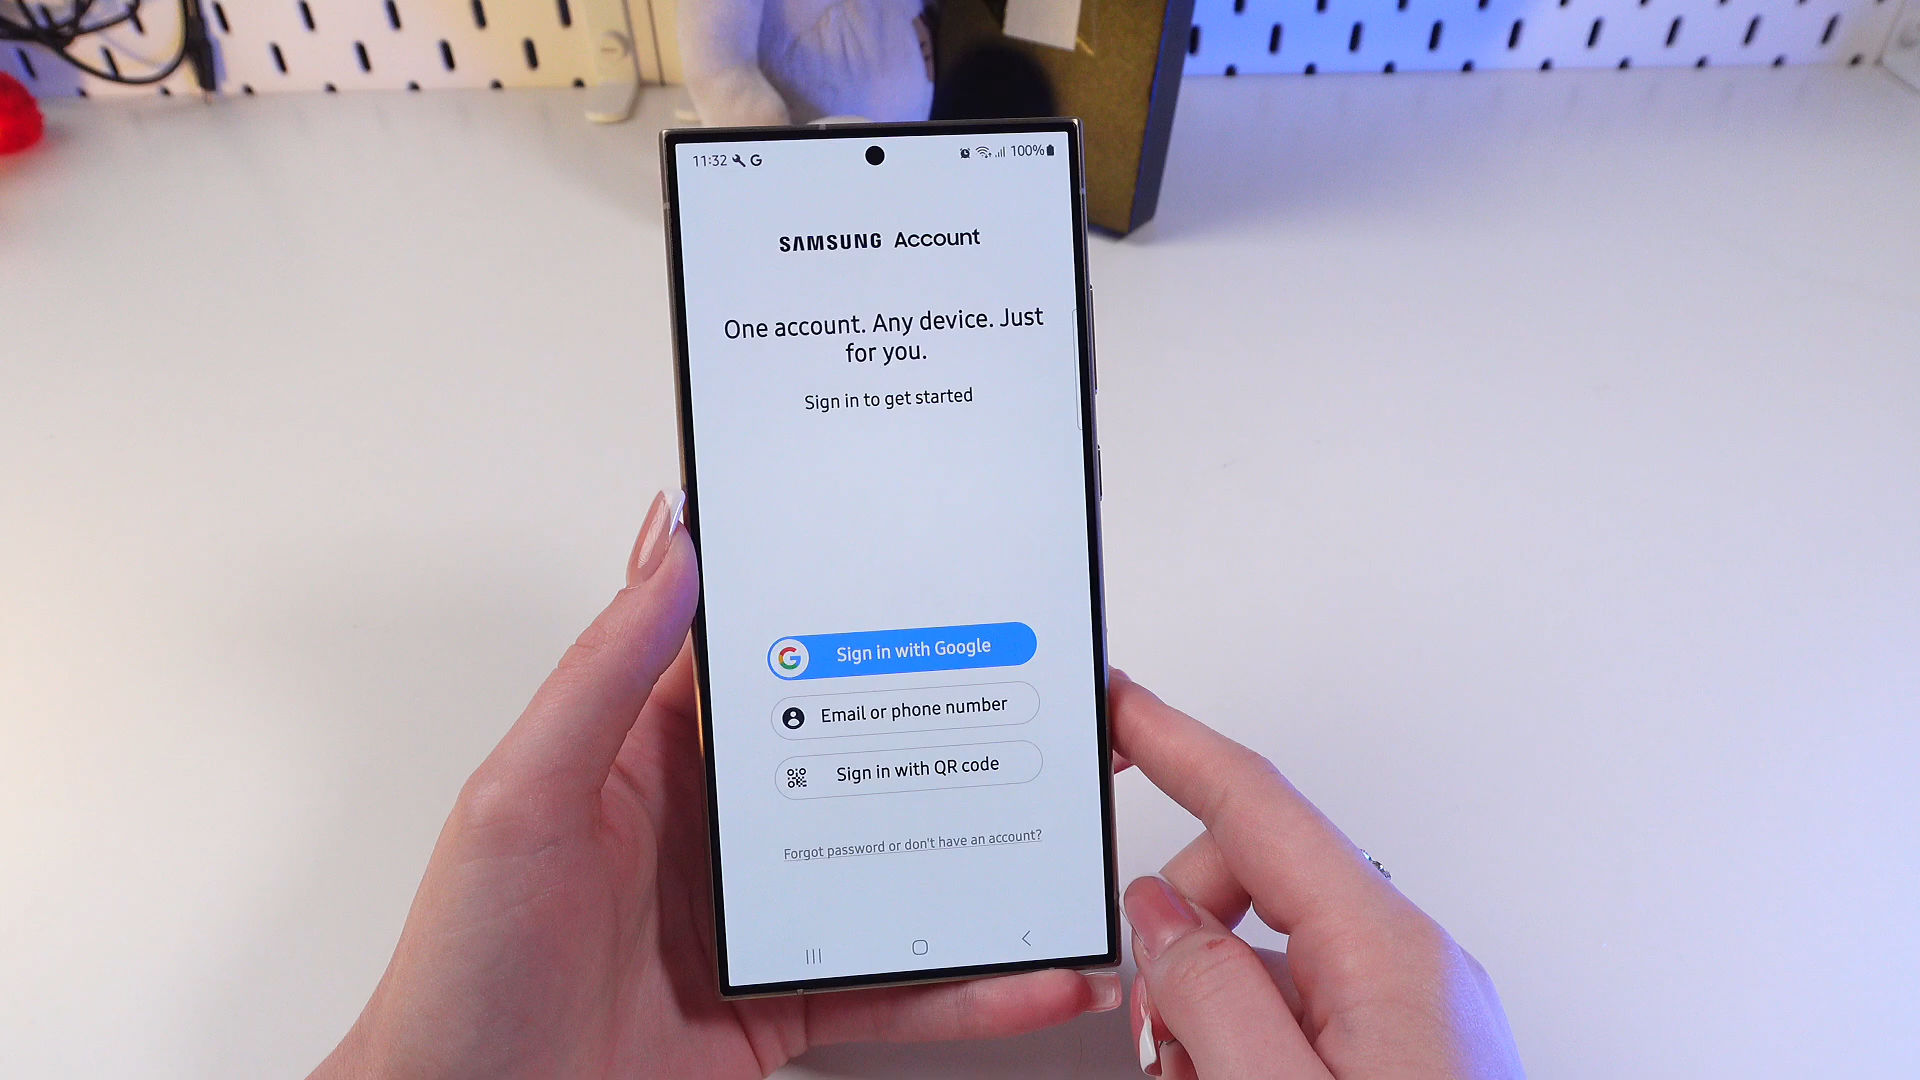 11:32 G 100%
SAMSUNG Account
One account. Any device. Just
for you.
Sign in to get started
G Sign in with Google
Email or phone number
Sign in with QR code
Forgot password or don't have an account?